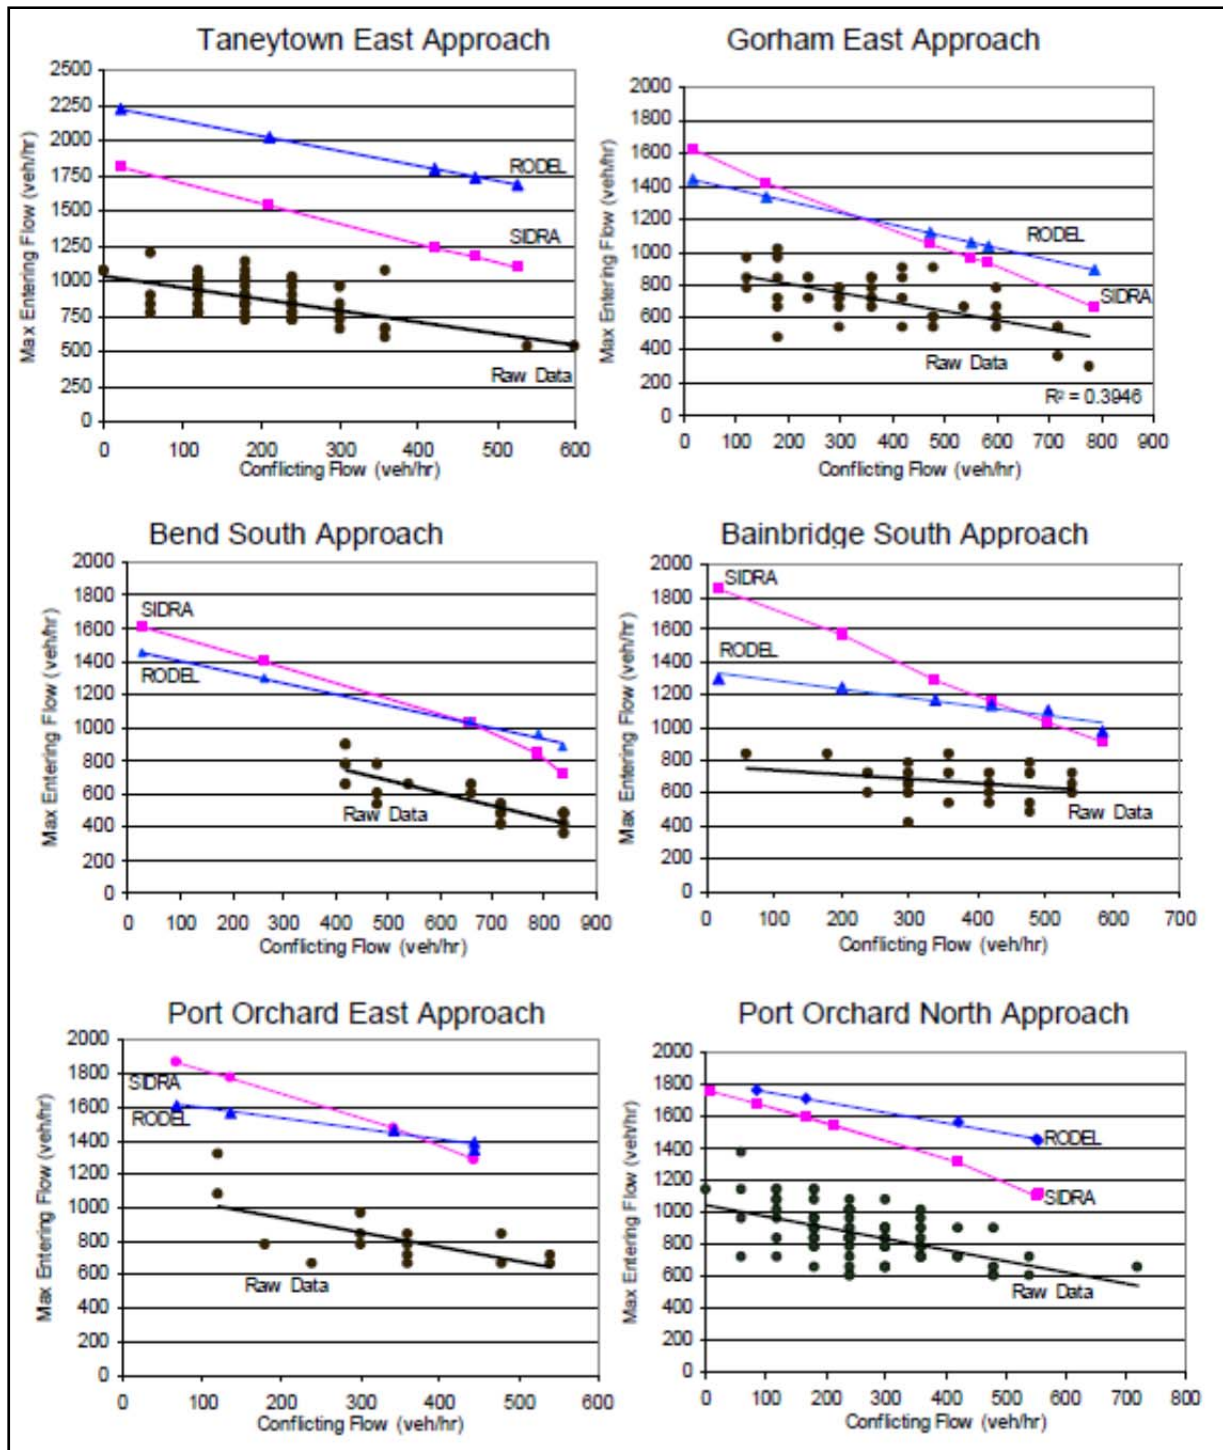 Taneytown East Approach
Max Entering Flow (veh/hr)
2500
2250
2000
1750
1500
1250
1000
750
500
250
0
RODEL
SIDRA
Raw Data
0 100 200 300 400 500 600
Conflicting Flow (veh/hr)
Gorham East Approach
Max Entering Flow (veh/hr)
2000
1800
1600
1400
1200
1000
800
600
400
200
0
RODEL
SIDRA
Raw Data
R² = 0.3946
0 100 200 300 400 500 600 700 800 900
Conflicting Flow (veh/hr)
Bend South Approach
Max Entering Flow (veh/hr)
2000
1800
1600
1400
1200
1000
800
600
400
200
0
SIDRA
RODEL
Raw Data
0 100 200 300 400 500 600 700 800 900
Conflicting Flow (veh/hr)
Bainbridge South Approach
Max Entering Flow (veh/hr)
2000
1800
1600
1400
1200
1000
800
600
400
200
0
SIDRA
RODEL
Raw Data
0 100 200 300 400 500 600 700
Conflicting Flow (veh/hr)
Port Orchard East Approach
Max Entering Flow (veh/hr)
2000
1800
1600
1400
1200
1000
800
600
400
200
0
SIDRA
RODEL
Raw Data
0 100 200 300 400 500 600
Conflicting Flow (veh/hr)
Port Orchard North Approach
Max Entering Flow (veh/hr)
2000
1800
1600
1400
1200
1000
800
600
400
200
0
RODEL
SIDRA
Raw Data
0 100 200 300 400 500 600 700 800
Conflicting Flow (veh/hr)